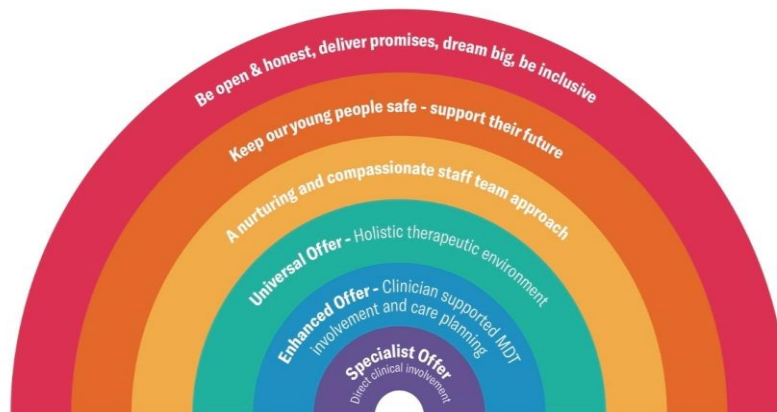 Be open & honest, deliver promises, dream big, be inclusive
Keep our young people safe - support their future
A nurturing and compassionate staff team approach
Universal Offer - Holistic therapeutic environment
Enhanced Offer - Clinician supported MDT
involvement and care planning
Specialist Offer
Direct clinical involvement